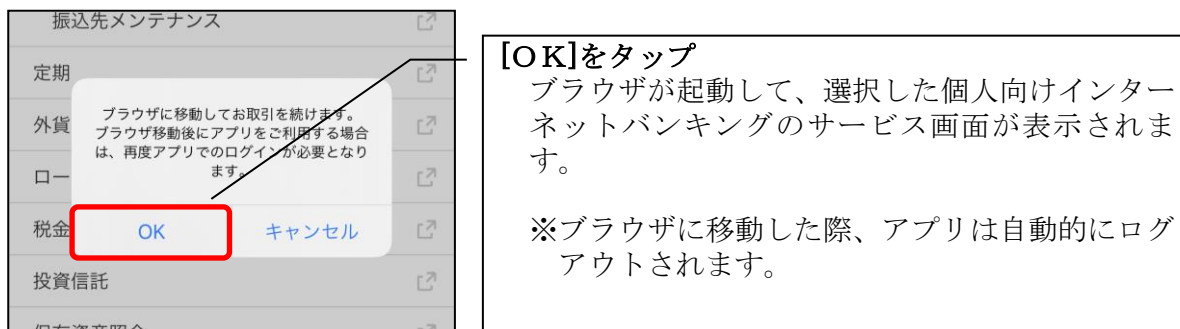 振込先メンテナンス
定期
外貨
ロー
税金
投資信託
ブラウザに移動してお取引を続けます。
ブラウザ移動後にアプリをご利用する場合
は、再度アプリでのログインが必要となり
ます。
OK
キャンセル
[ＯＫ]をタップ
ブラウザが起動して、選択した個人向けインター
ネットバンキングのサービス画面が表示されま
す。
※ブラウザに移動した際、アプリは自動的にログ
アウトされます。